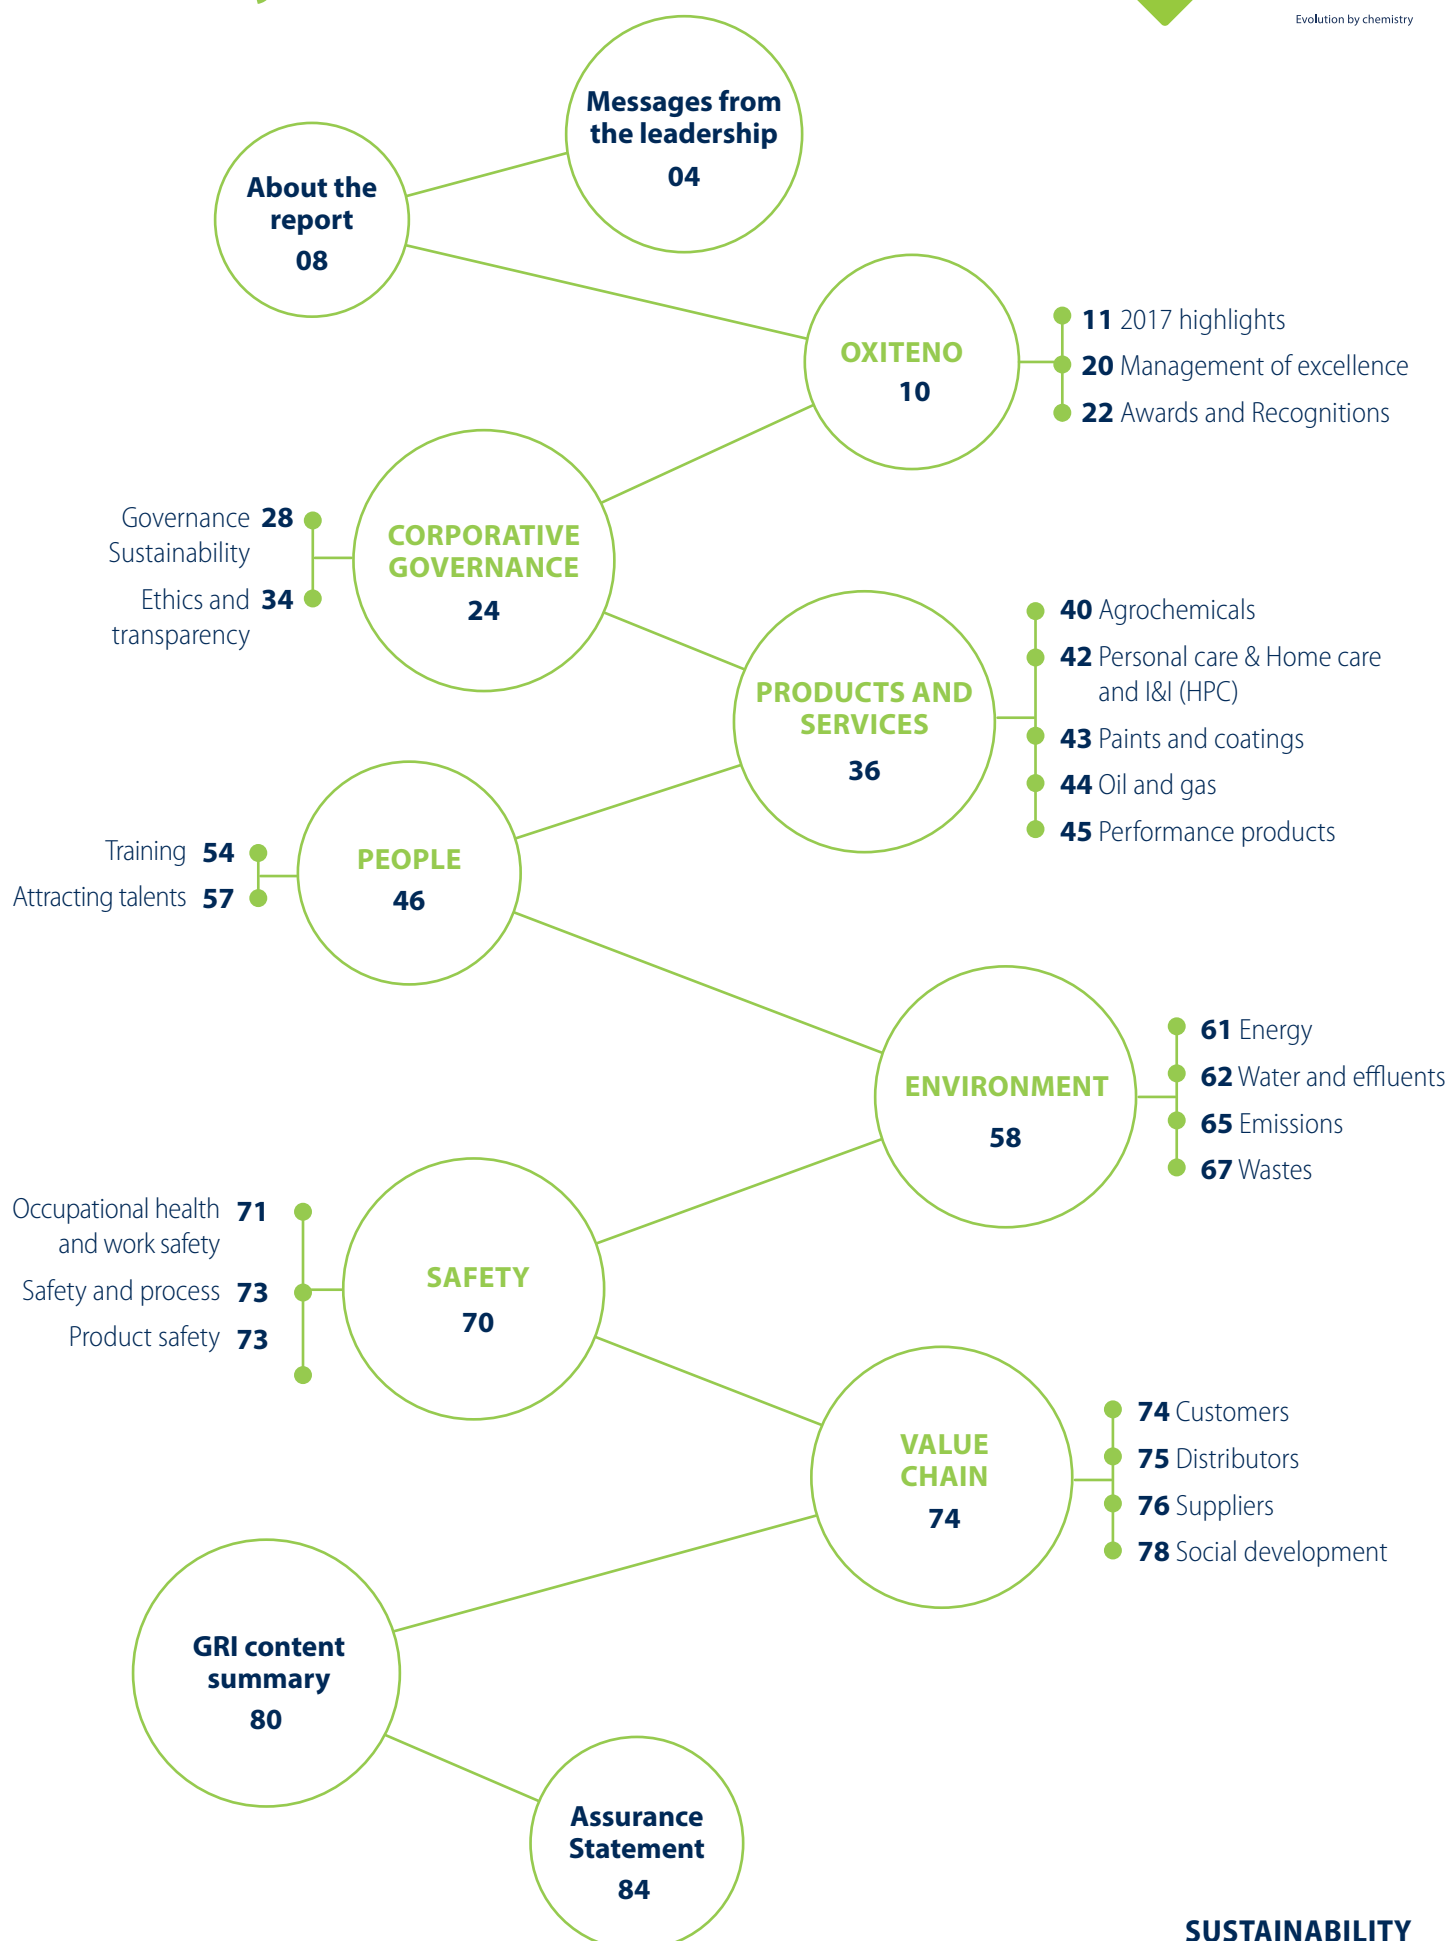 Evolution by chemistry
Messages from
the leadership
04
About the
report
08
OXITENO
10
11 2017 highlights
20 Management of excellence
22 Awards and Recognitions
CORPORATIVE
GOVERNANCE
24
Governance 28
Sustainability
Ethics and 34
transparency
PRODUCTS AND
SERVICES
36
40 Agrochemicals
42 Personal care & Home care
and I&I (HPC)
43 Paints and coatings
44 Oil and gas
45 Performance products
PEOPLE
46
Training 54
Attracting talents 57
ENVIRONMENT
58
61 Energy
62 Water and effluents
65 Emissions
67 Wastes
SAFETY
70
Occupational health 71
and work safety
Safety and process 73
Product safety 73
VALUE
CHAIN
74
74 Customers
75 Distributors
76 Suppliers
78 Social development
GRI content
summary
80
Assurance
Statement
84
SUSTAINABILITY